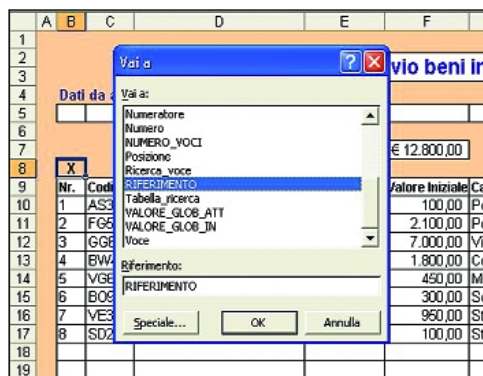 A B C D E F
1
2 vio beni in
3
4 Dati da a
5
6
7 € 12.800,00
8 X
9 Nr. Codi Valore Iniziale Ca
10 1 AS3 100,00 Po
11 2 FG5 2.100,00 Po
12 3 GG6 7.000,00 Vi
13 4 BW4 1.800,00 Co
14 5 VG6 450,00 M
15 6 BO9 300,00
16 7 VE3 950,00 St
17 8 SD2 100,00 St
18
19
Vai a
Vai a:
Numeratore
Numero
NUMERO_VOCI
Posizione
Ricerca_voce
RIFERIMENTO
Tabella_ricerca
VALORE_GLOB_ATT
VALORE_GLOB_IN
Voce
Riferimento:
RIFERIMENTO
Speciale... OK Annulla